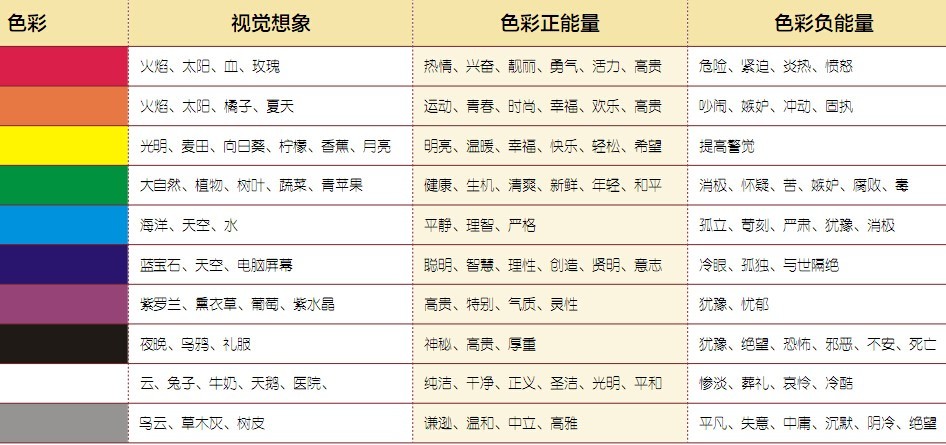 色彩 视觉想象 色彩正能量 色彩负能量
火焰、太阳、血、玫瑰 热情、兴奋、靓丽、勇气、活力、高贵 危险、紧迫、炎热、愤怒
火焰、太阳、橘子、夏天 运动、青春、时尚、幸福、欢乐、高贵 吵闹、嫉妒、冲动、固执
光明、麦田、向日葵、柠檬、香蕉、月亮 明亮、温暖、幸福、快乐、轻松、希望 提高警觉
大自然、植物、树叶、蔬菜、青苹果 健康、生机、清爽、新鲜、年轻、和平 消极、怀疑、苦、嫉妒、腐败、毒
海洋、天空、水 平静、理智、严格 孤立、苛刻、严肃、犹豫、消极
蓝宝石、天空、电脑屏幕 聪明、智慧、理性、创造、贤明、意志 冷眼、孤独、与世隔绝
紫罗兰、熏衣草、葡萄、紫水晶 高贵、特别、气质、灵性 犹豫、忧郁
夜晚、乌鸦、礼服 神秘、高贵、厚重 犹豫、绝望、恐怖、邪恶、不安、死亡
云、兔子、牛奶、天鹅、医院、 纯洁、干净、正义、圣洁、光明、平和 惨淡、葬礼、哀怜、冷酷
乌云、草木灰、树皮 谦逊、温和、中立、高雅 平凡、失意、中庸、沉默、阴冷、绝望